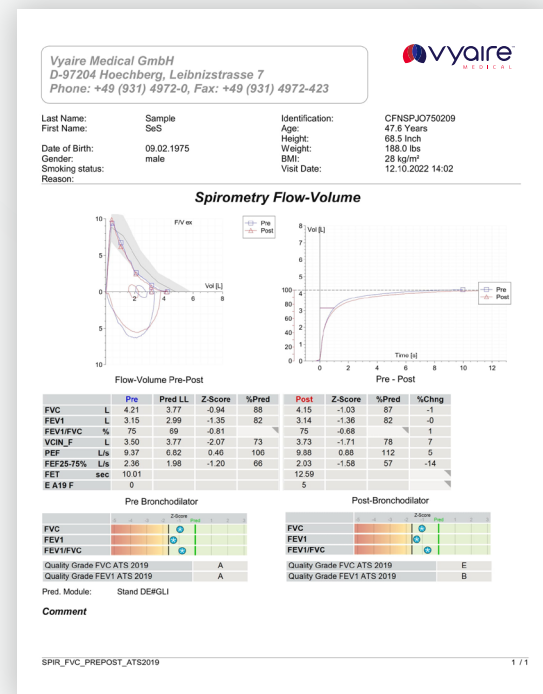 vyaire
MEDICAL
Vyaire Medical GmbH
D-97204 Hoechberg, Leibnizstrasse 7
Phone: +49 (931) 4972-0, Fax: +49 (931) 4972-423
Last Name: Sample Identification: CFNSPJO750209
First Name: SeS Age: 47.6 Years
Height: 68.5 Inch
Date of Birth: 09.02.1975 Weight: 188.0 lbs
Gender: male BMI: 28 kg/m²
Smoking status: Visit Date: 12.10.2022 14:02
Reason:
Spirometry Flow-Volume
10 F/V ex Pre
Post
5
0 2 4 6 8 Vol [L]
5
10
Flow-Volume Pre-Post
8 Vol [L]
7
6
5
100 4 Pre
80 3 Post
60
40 2
20 1
0 0 Time [s]
0 2 4 6 8 10 12
Pre - Post
Pre Pred LL Z-Score %Pred Post Z-Score %Pred %Chng
FVC L 4.21 3.77 -0.94 88 4.15 -1.03 87 -1
FEV1 L 3.15 2.99 -1.35 82 3.14 -1.36 82 -0
FEV1/FVC % 75 69 -0.81 75 -0.68 1
VCIN_F L 3.50 3.77 -2.07 73 3.73 -1.71 78 7
PEF L/s 9.37 6.82 0.46 106 9.88 0.88 112 5
FEF25-75% L/s 2.36 1.98 -1.20 66 2.03 -1.58 57 -14
FET sec 10.01 12.59
E A19 F 0 5
Pre Bronchodilator Post-Bronchodilator
Z-Score Z-Score
Pred Pred
FVC FVC
FEV1 FEV1
FEV1/FVC FEV1/FVC
Quality Grade FVC ATS 2019 A Quality Grade FVC ATS 2019 E
Quality Grade FEV1 ATS 2019 A Quality Grade FEV1 ATS 2019 B
Pred. Module: Stand DE#GLI
Comment
SPIR_FVC_PREPOST_ATS2019 1 / 1